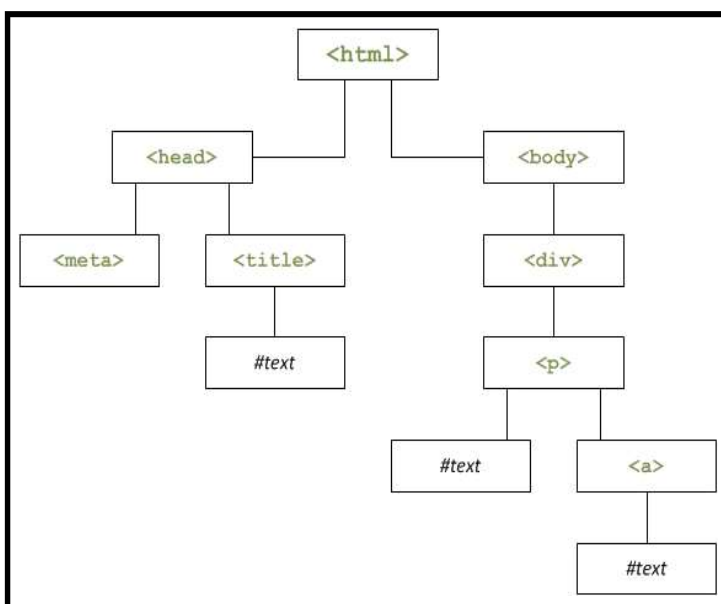 <html>
<head> <body>
<meta> <title> <div>
#text <p>
#text <a>
#text